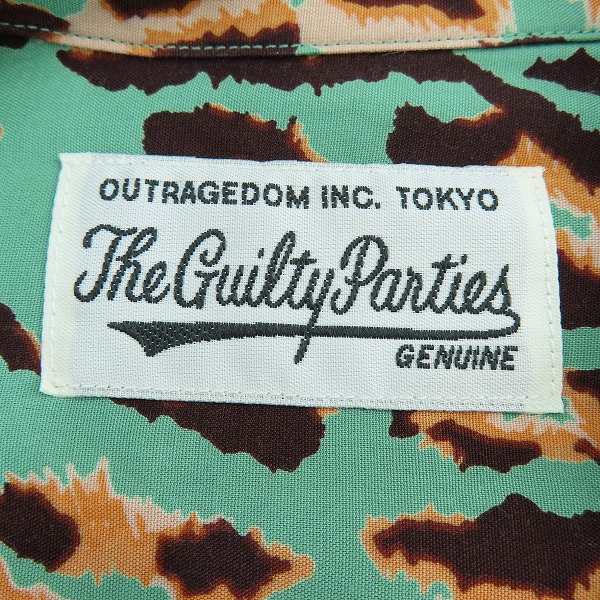 OUTRAGEDOM INC. TOKYO
The Guilty Parties
GENUINE